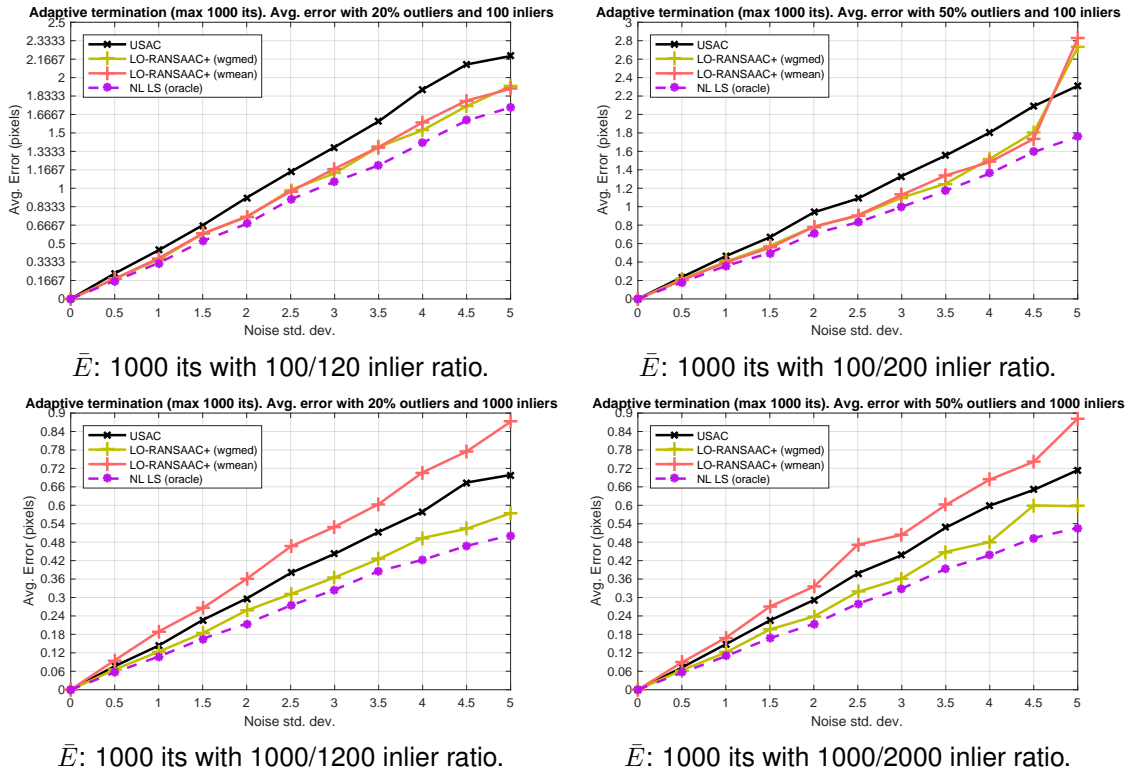 Adaptive termination (max 1000 its). Avg. error with 20% outliers and 100 inliers
2.5
2.3333
2.1667
2
1.8333
1.6667
1.5
1.3333
1.1667
1
0.8333
0.6667
0.5
0.3333
0.1667
0
Avg. Error (pixels)
USAC
LO-RANSAAC+ (wgmed)
LO-RANSAAC+ (wmean)
NL LS (oracle)
0 0.5 1 1.5 2 2.5 3 3.5 4 4.5 5
Noise std. dev.
Ē: 1000 its with 100/120 inlier ratio.
Adaptive termination (max 1000 its). Avg. error with 50% outliers and 100 inliers
3
2.8
2.6
2.4
2.2
2
1.8
1.6
1.4
1.2
1
0.8
0.6
0.4
0.2
0
Avg. Error (pixels)
USAC
LO-RANSAAC+ (wgmed)
LO-RANSAAC+ (wmean)
NL LS (oracle)
0 0.5 1 1.5 2 2.5 3 3.5 4 4.5 5
Noise std. dev.
Ē: 1000 its with 100/200 inlier ratio.
Adaptive termination (max 1000 its). Avg. error with 20% outliers and 1000 inliers
0.9
0.84
0.78
0.72
0.66
0.6
0.54
0.48
0.42
0.36
0.3
0.24
0.18
0.12
0.06
0
Avg. Error (pixels)
USAC
LO-RANSAAC+ (wgmed)
LO-RANSAAC+ (wmean)
NL LS (oracle)
0 0.5 1 1.5 2 2.5 3 3.5 4 4.5 5
Noise std. dev.
Ē: 1000 its with 1000/1200 inlier ratio.
Adaptive termination (max 1000 its). Avg. error with 50% outliers and 1000 inliers
0.9
0.84
0.78
0.72
0.66
0.6
0.54
0.48
0.42
0.36
0.3
0.24
0.18
0.12
0.06
0
Avg. Error (pixels)
USAC
LO-RANSAAC+ (wgmed)
LO-RANSAAC+ (wmean)
NL LS (oracle)
0 0.5 1 1.5 2 2.5 3 3.5 4 4.5 5
Noise std. dev.
Ē: 1000 its with 1000/2000 inlier ratio.